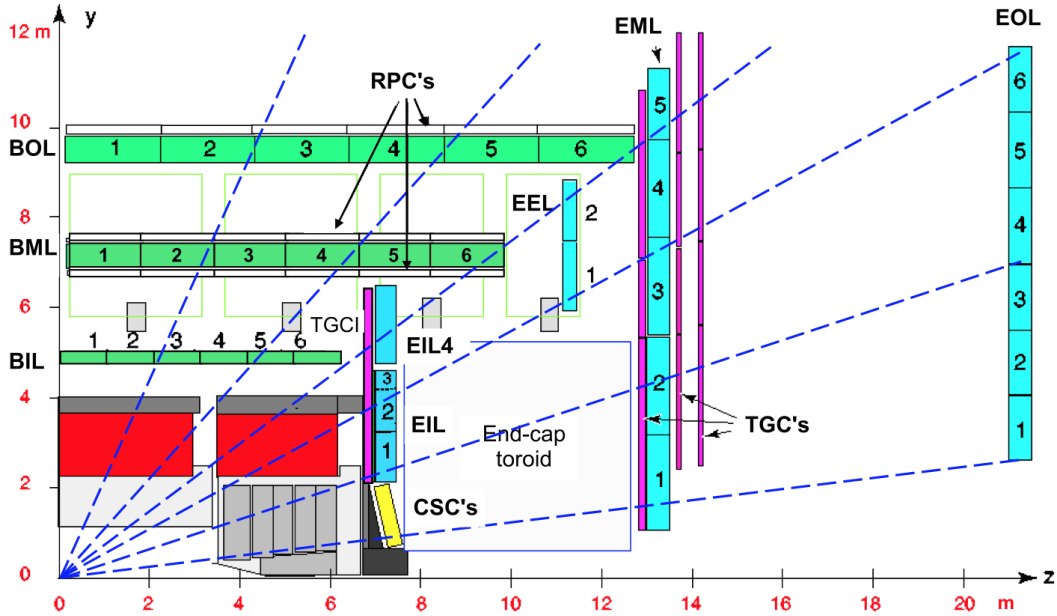 12 m
y
EML
EOL
RPC's
6
5
10
BOL
1 2 3 4 5 6
5
4
EEL
2
8
BML
1 2 3 4 5 6
4
1
3
3
6
TGCI
1 2 3 4 5 6
BIL
EIL4
2
4
3
2
2
EIL
End-cap
toroid
TGC's
1
1
2
CSC's
1
0
z
0 2 4 6 8 10 12 14 16 18 20 m